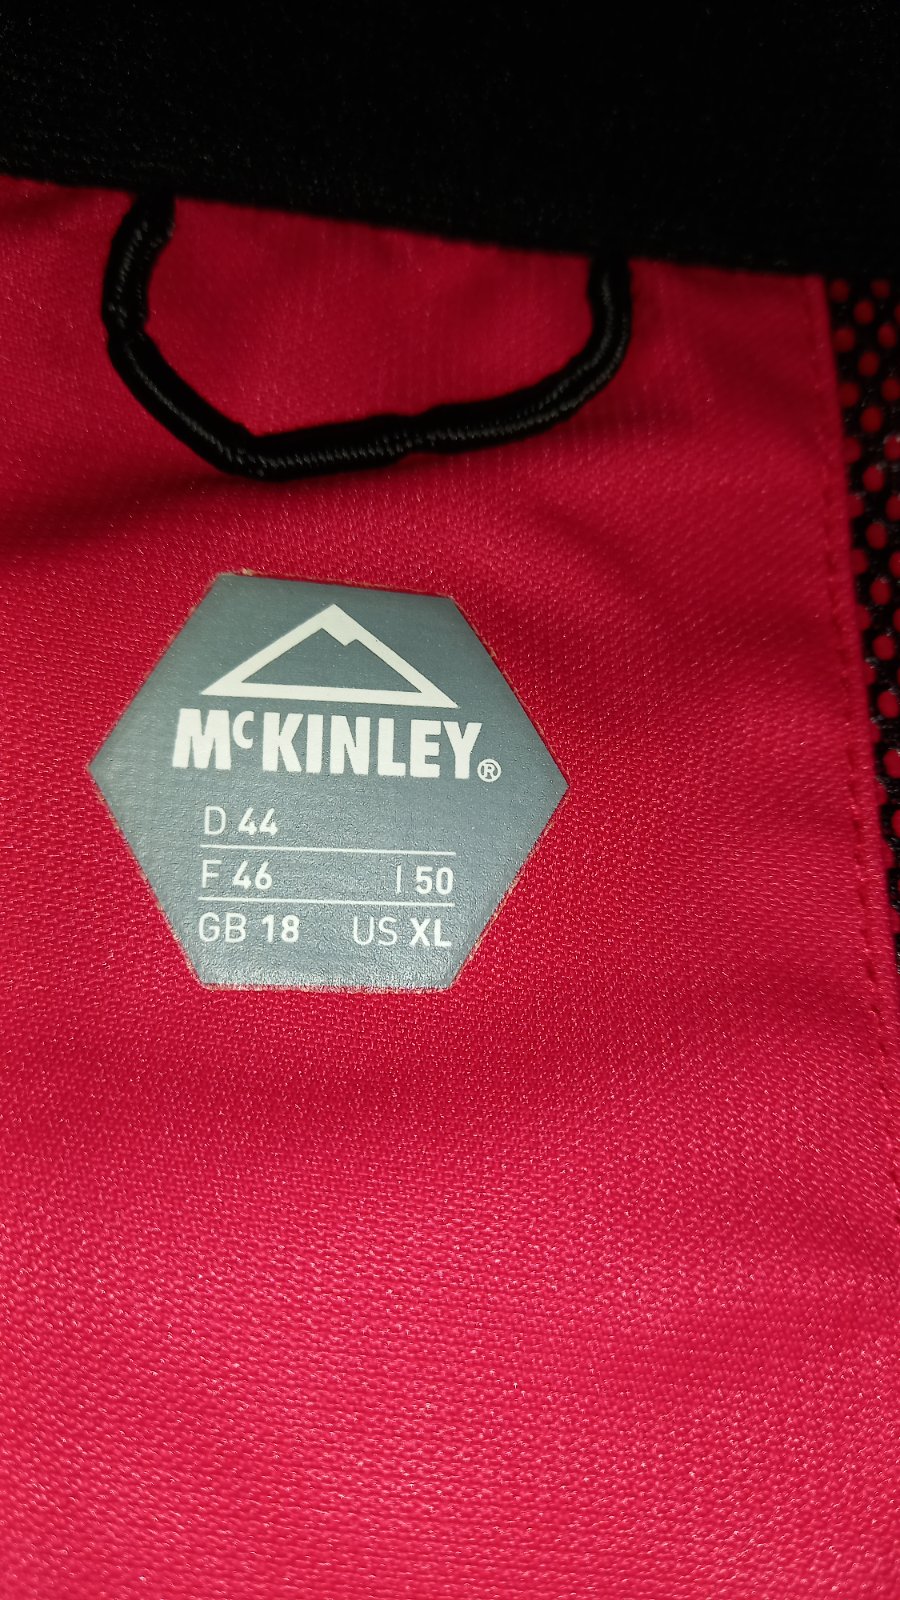 McKINLEY®
D 44
F 46 I 50
GB 18 US XL